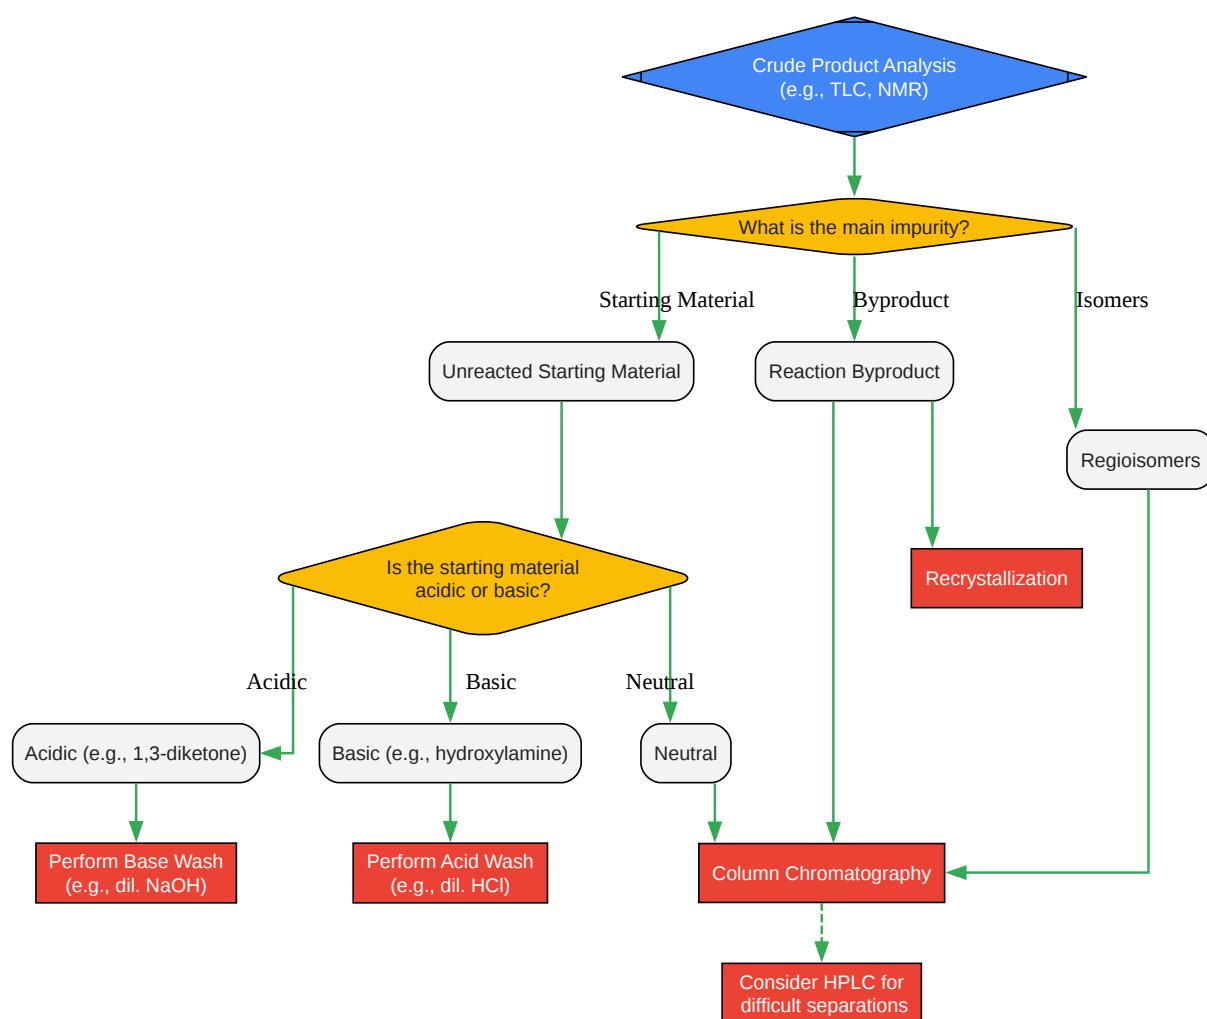 Crude Product Analysis
(e.g., TLC, NMR)
What is the main impurity?
Starting Material
Byproduct
Isomers
Unreacted Starting Material
Reaction Byproduct
Regioisomers
Is the starting material
acidic or basic?
Recrystallization
Acidic
Basic
Neutral
Acidic (e.g., 1,3-diketone)
Basic (e.g., hydroxylamine)
Neutral
Perform Base Wash
(e.g., dil. NaOH)
Perform Acid Wash
(e.g., dil. HCl)
Column Chromatography
Consider HPLC for
difficult separations